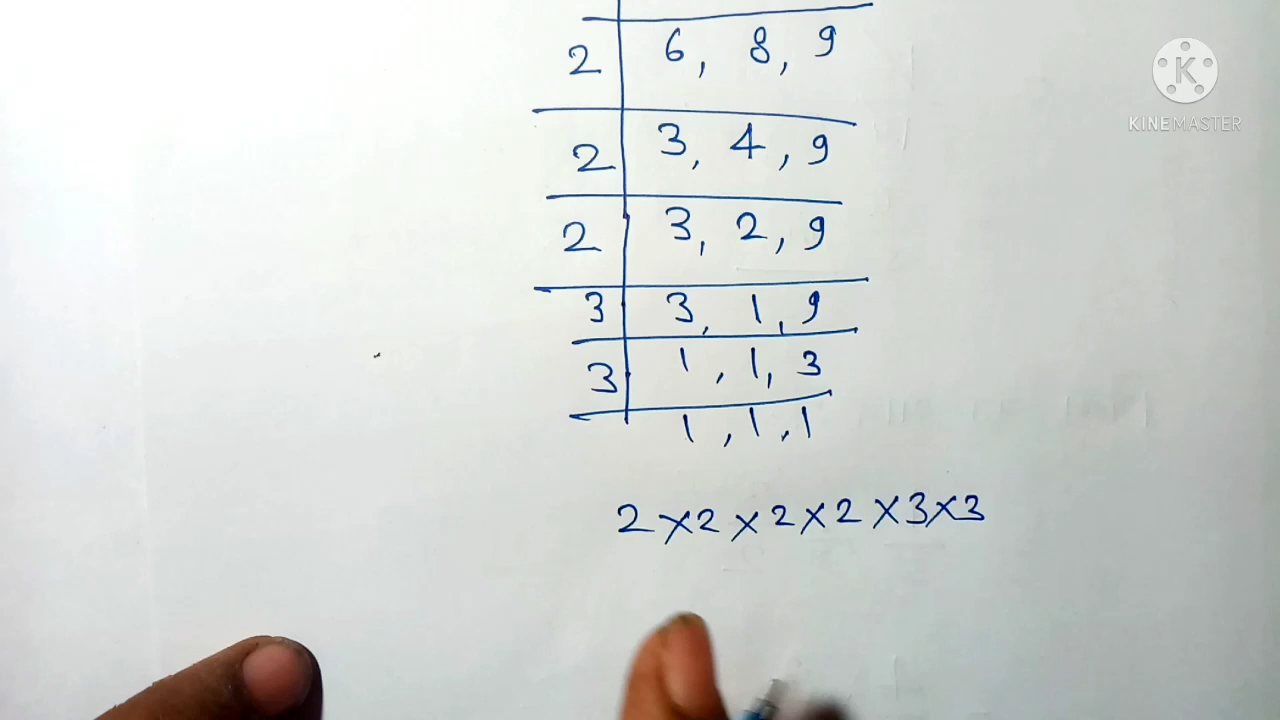 2 6, 8, 9
2 3, 4, 9
2 3, 2, 9
3 3, 1, 9
3 1, 1, 3
1, 1, 1
2 × 2 × 2 × 2 × 3 × 3
K
KINEMASTER